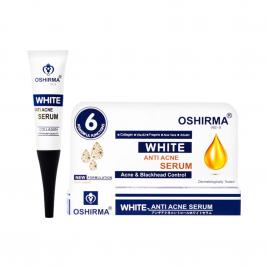 OSHIRMA
WHITE
ANTI ACNE
SERUM
COLLAGEN
6
OSHIRMA
WHITE
ANTI ACNE
SERUM
Acne & Blackhead Control
NEW FORMULATION
Dermatologically Tested
WHITE ANTI ACNE SERUM